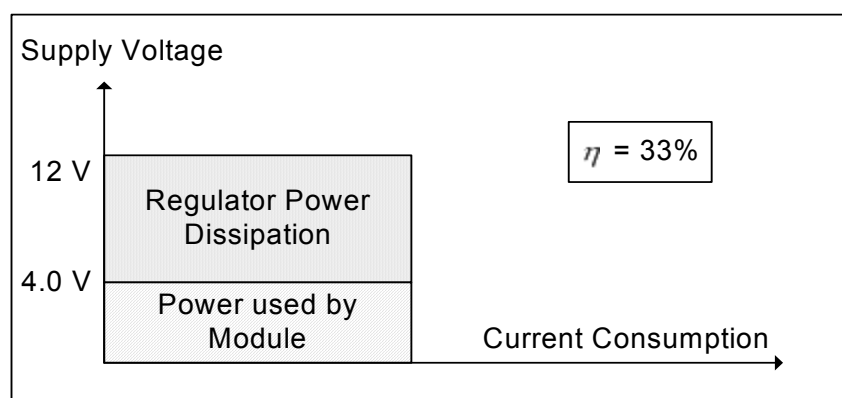 Supply Voltage
12 V
η = 33%
Regulator Power
Dissipation
4.0 V
Power used by
Module
Current Consumption